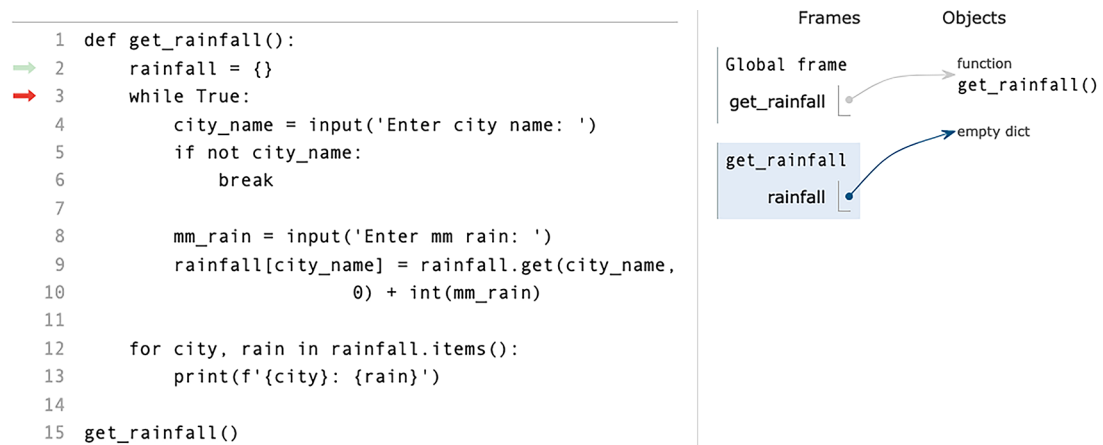 1 def get_rainfall():
2 rainfall = {}
3 while True:
4 city_name = input('Enter city name: ')
5 if not city_name:
6 break
7
8 mm_rain = input('Enter mm rain: ')
9 rainfall[city_name] = rainfall.get(city_name,
10 0) + int(mm_rain)
11
12 for city, rain in rainfall.items():
13 print(f'{city}: {rain}')
14
15 get_rainfall()
Frames Objects
Global frame
get_rainfall
function
get_rainfall()
empty dict
get_rainfall
rainfall